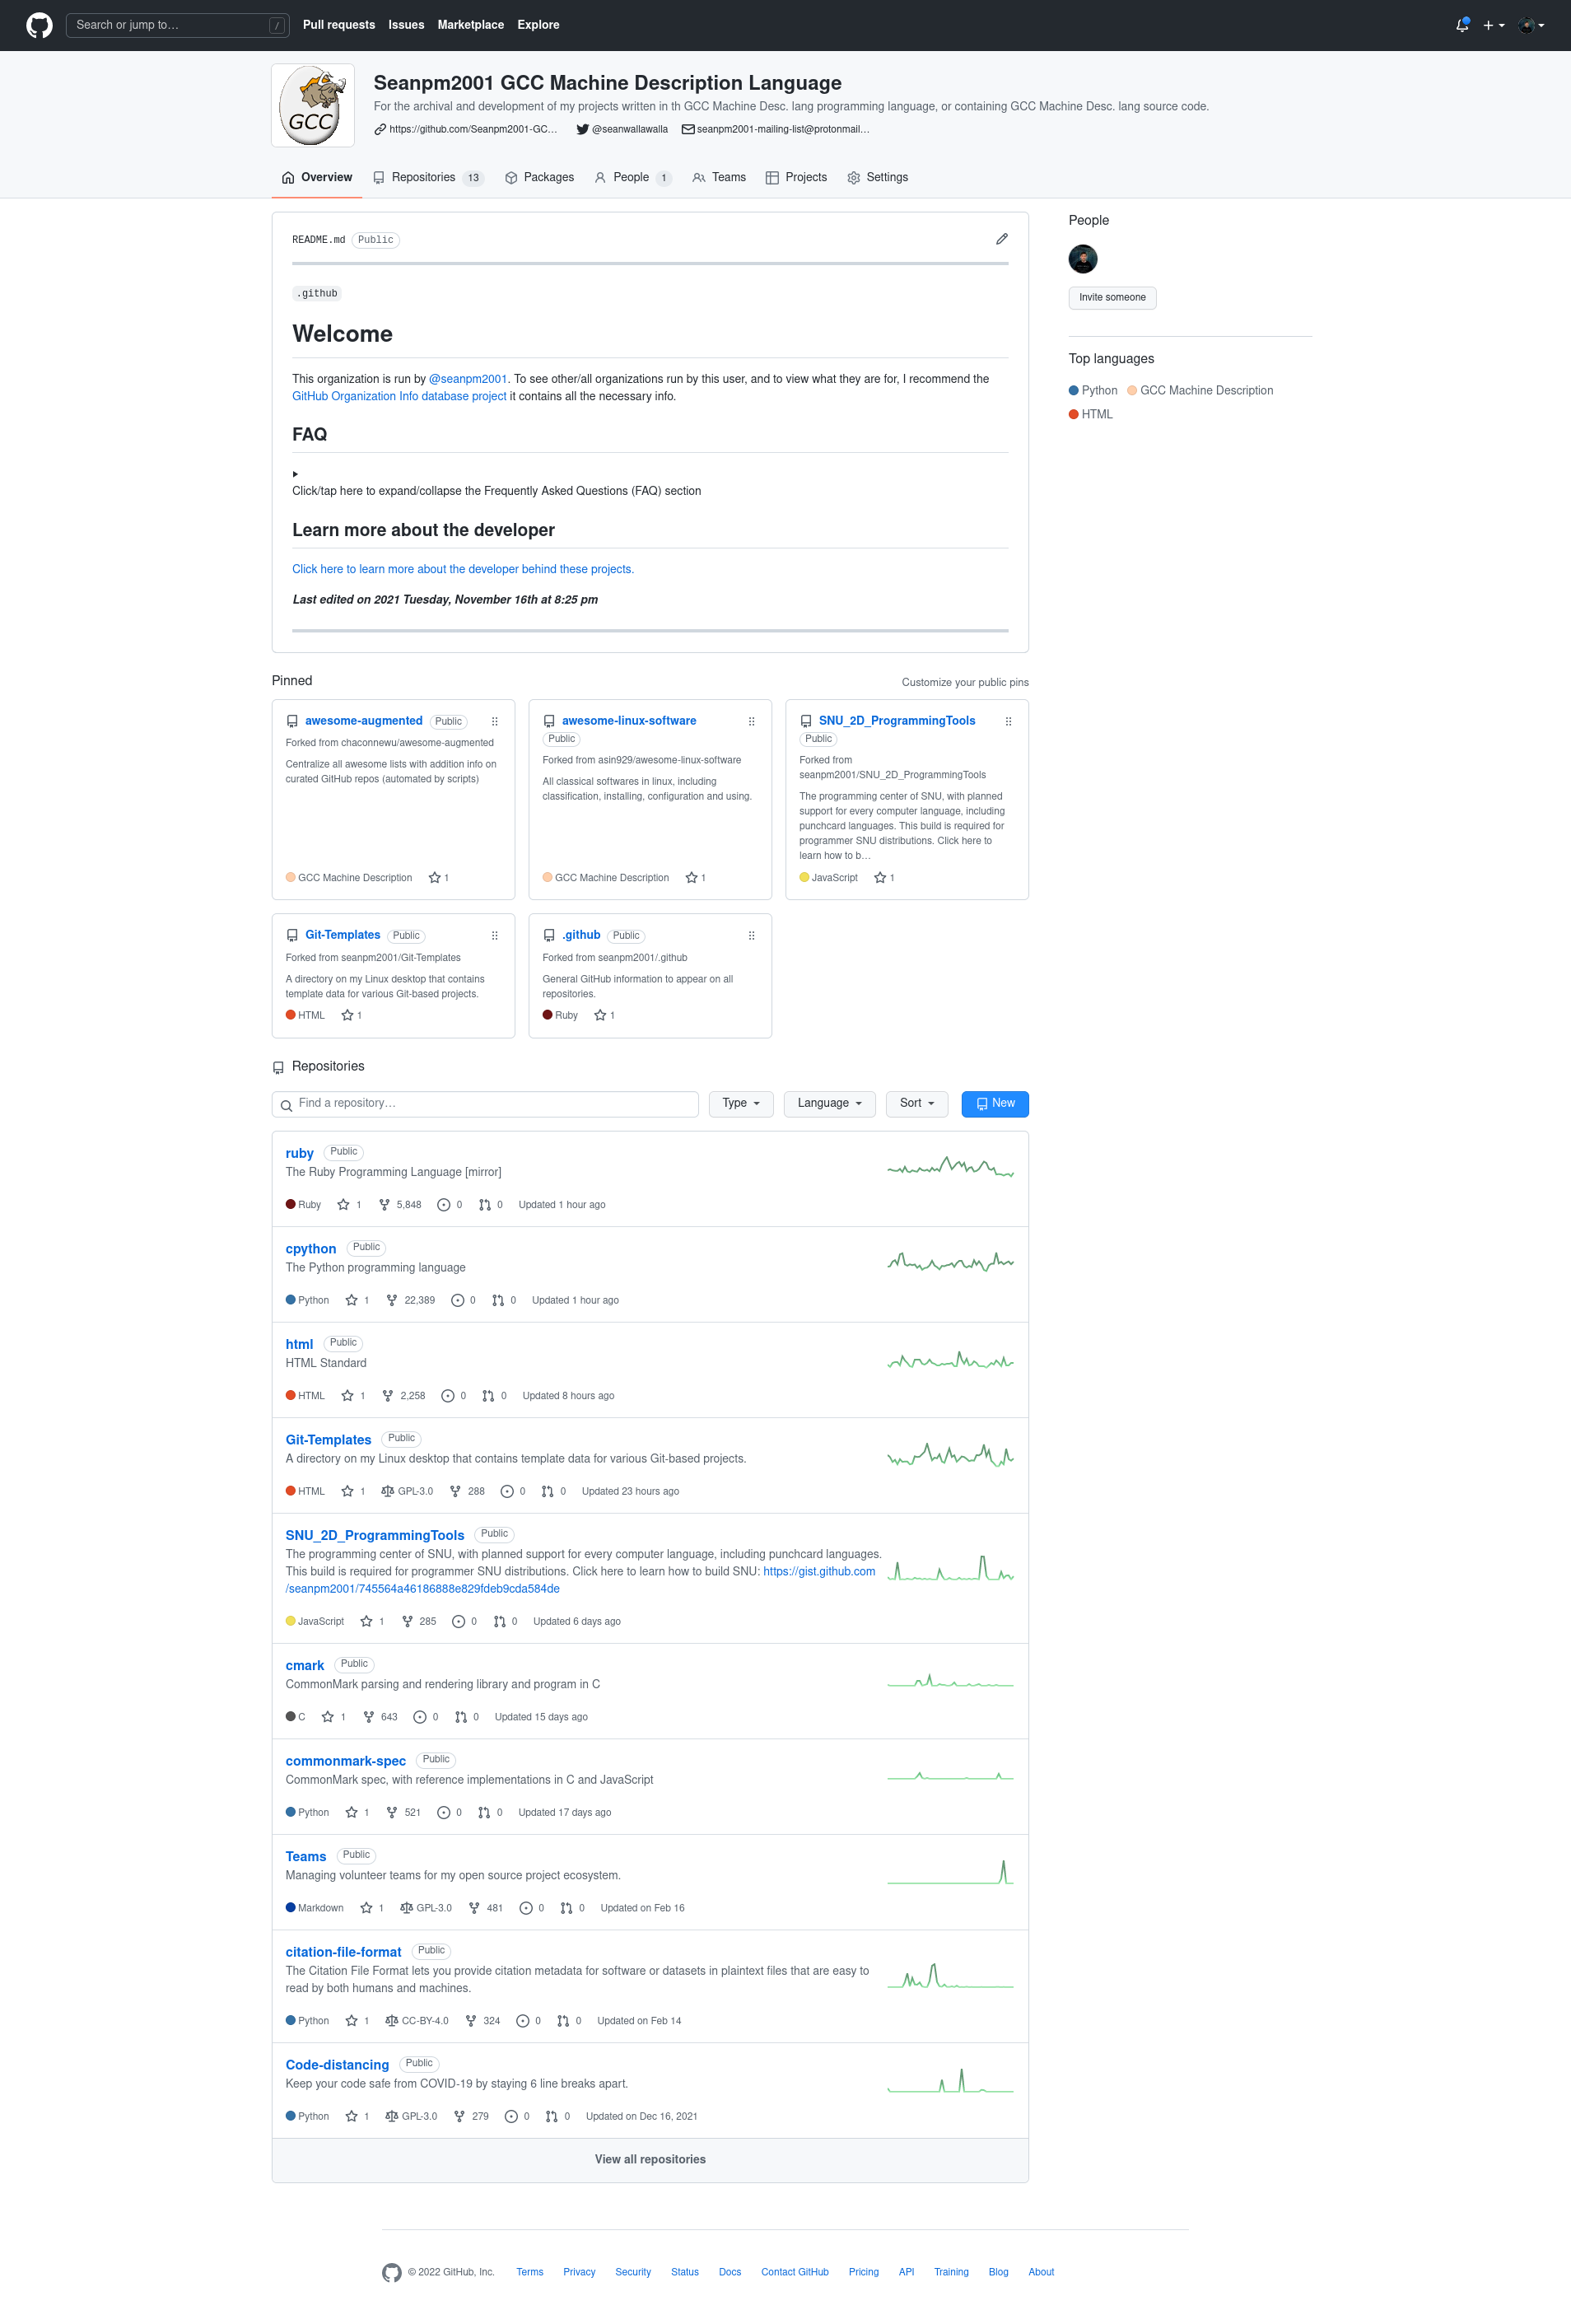 Search or jump to…
/
Pull requests
Issues
Marketplace
Explore
GCC
Seanpm2001 GCC Machine Description Language
For the archival and development of my projects written in th GCC Machine Desc. lang programming language, or containing GCC Machine Desc. lang source code.
https://github.com/Seanpm2001-GC…
@seanwallawalla
seanpm2001-mailing-list@protonmail…
Overview
Repositories 13
Packages
People 1
Teams
Projects
Settings
README.md Public
.github
Welcome
This organization is run by @seanpm2001. To see other/all organizations run by this user, and to view what they are for, I recommend the
GitHub Organization Info database project it contains all the necessary info.
FAQ
Click/tap here to expand/collapse the Frequently Asked Questions (FAQ) section
Learn more about the developer
Click here to learn more about the developer behind these projects.
Last edited on 2021 Tuesday, November 16th at 8:25 pm
People
Invite someone
Top languages
Python GCC Machine Description
HTML
Pinned
Customize your public pins
awesome-augmented Public
Forked from chaconnewu/awesome-augmented
Centralize all awesome lists with addition info on
curated GitHub repos (automated by scripts)
GCC Machine Description 1
awesome-linux-software
Public
Forked from asin929/awesome-linux-software
All classical softwares in linux, including
classification, installing, configuration and using.
GCC Machine Description 1
SNU_2D_ProgrammingTools
Public
Forked from
seanpm2001/SNU_2D_ProgrammingTools
The programming center of SNU, with planned
support for every computer language, including
punchcard languages. This build is required for
programmer SNU distributions. Click here to
learn how to b…
JavaScript 1
Git-Templates Public
Forked from seanpm2001/Git-Templates
A directory on my Linux desktop that contains
template data for various Git-based projects.
HTML 1
.github Public
Forked from seanpm2001/.github
General GitHub information to appear on all
repositories.
Ruby 1
Repositories
Find a repository…
Type
Language
Sort
New
ruby Public
The Ruby Programming Language [mirror]
Ruby 1 5,848 0 0 Updated 1 hour ago
cpython Public
The Python programming language
Python 1 22,389 0 0 Updated 1 hour ago
html Public
HTML Standard
HTML 1 2,258 0 0 Updated 8 hours ago
Git-Templates Public
A directory on my Linux desktop that contains template data for various Git-based projects.
HTML 1 GPL-3.0 288 0 0 Updated 23 hours ago
SNU_2D_ProgrammingTools Public
The programming center of SNU, with planned support for every computer language, including punchcard languages.
This build is required for programmer SNU distributions. Click here to learn how to build SNU: https://gist.github.com
/seanpm2001/745564a46186888e829fdeb9cda584de
JavaScript 1 285 0 0 Updated 6 days ago
cmark Public
CommonMark parsing and rendering library and program in C
C 1 643 0 0 Updated 15 days ago
commonmark-spec Public
CommonMark spec, with reference implementations in C and JavaScript
Python 1 521 0 0 Updated 17 days ago
Teams Public
Managing volunteer teams for my open source project ecosystem.
Markdown 1 GPL-3.0 481 0 0 Updated on Feb 16
citation-file-format Public
The Citation File Format lets you provide citation metadata for software or datasets in plaintext files that are easy to
read by both humans and machines.
Python 1 CC-BY-4.0 324 0 0 Updated on Feb 14
Code-distancing Public
Keep your code safe from COVID-19 by staying 6 line breaks apart.
Python 1 GPL-3.0 279 0 0 Updated on Dec 16, 2021
View all repositories
© 2022 GitHub, Inc.
Terms
Privacy
Security
Status
Docs
Contact GitHub
Pricing
API
Training
Blog
About